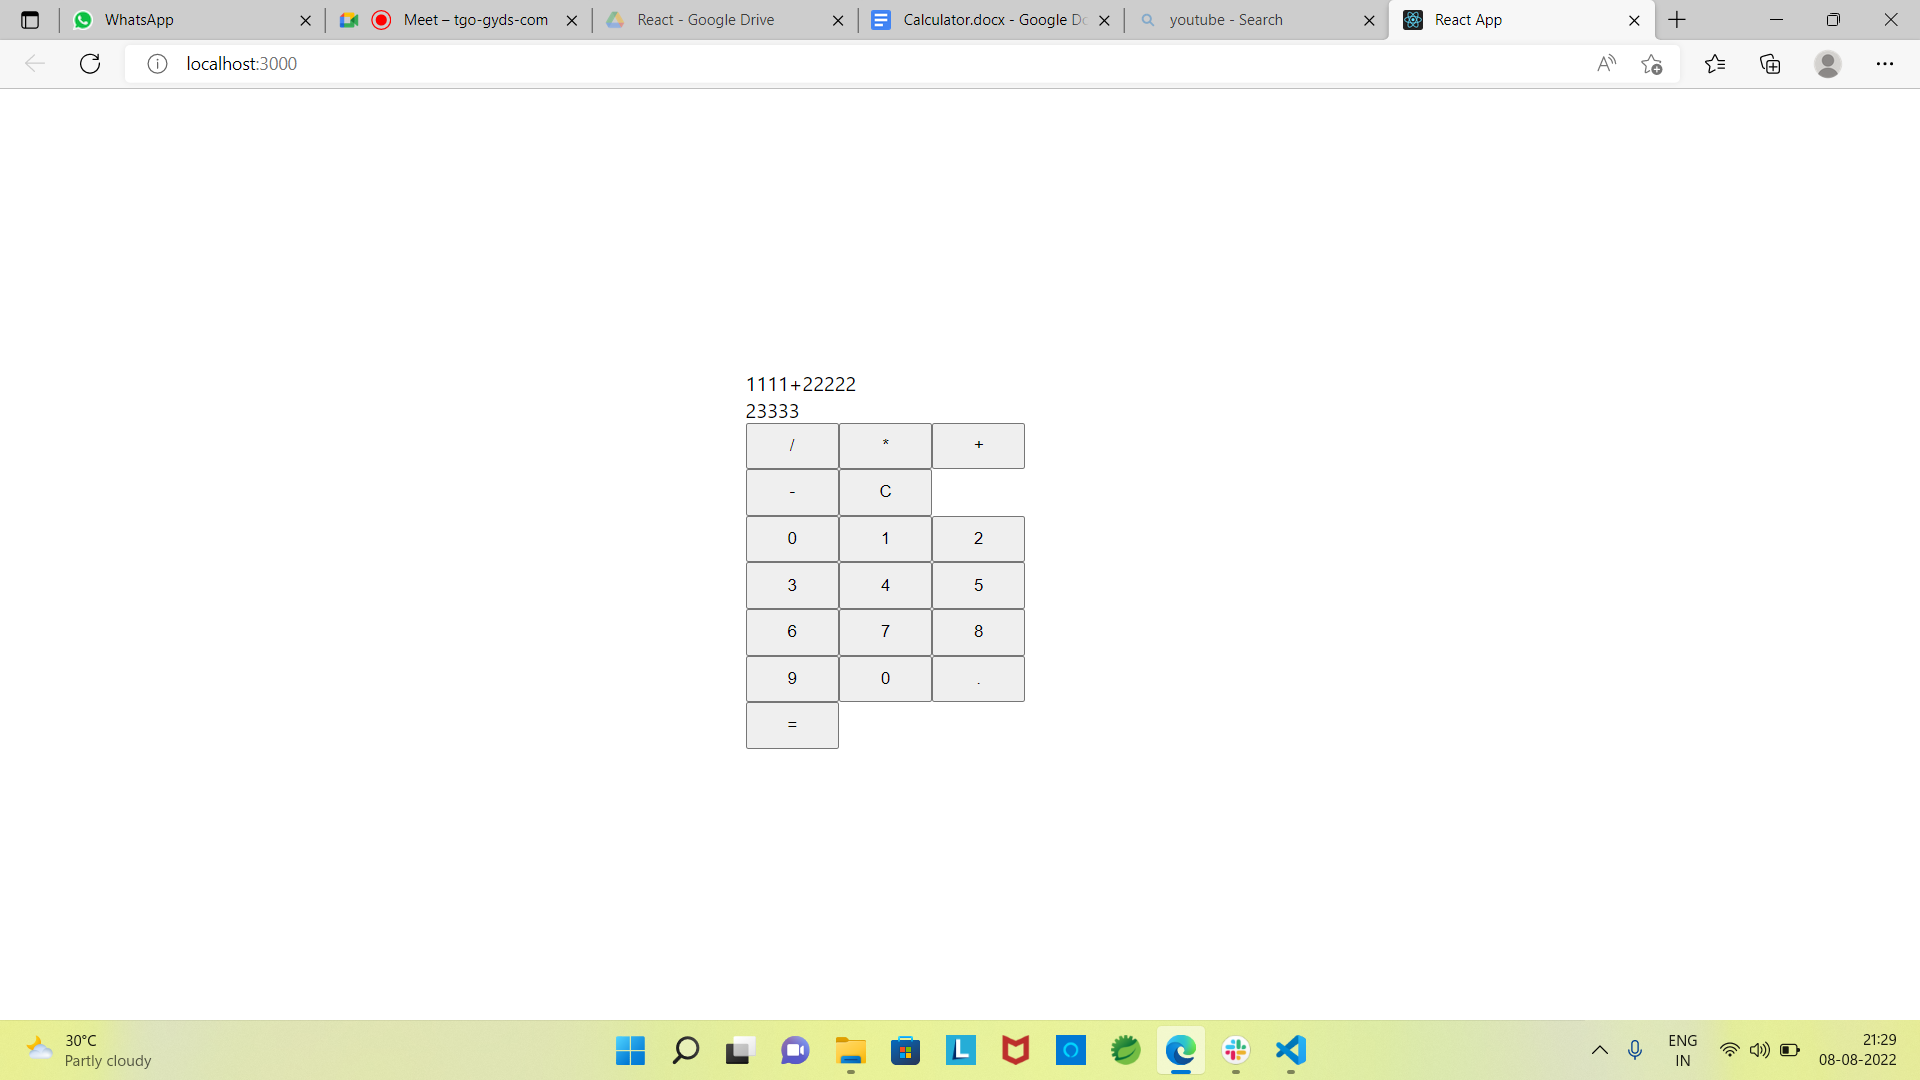 WhatsApp
Meet – tgo-gyds-com
React - Google Drive
Calculator.docx - Google Do
youtube - Search
React App
localhost:3000
1111+22222
23333
/ * +
- C
0 1 2
3 4 5
6 7 8
9 0 .
=
30°C
Partly cloudy
ENG
IN
21:29
08-08-2022